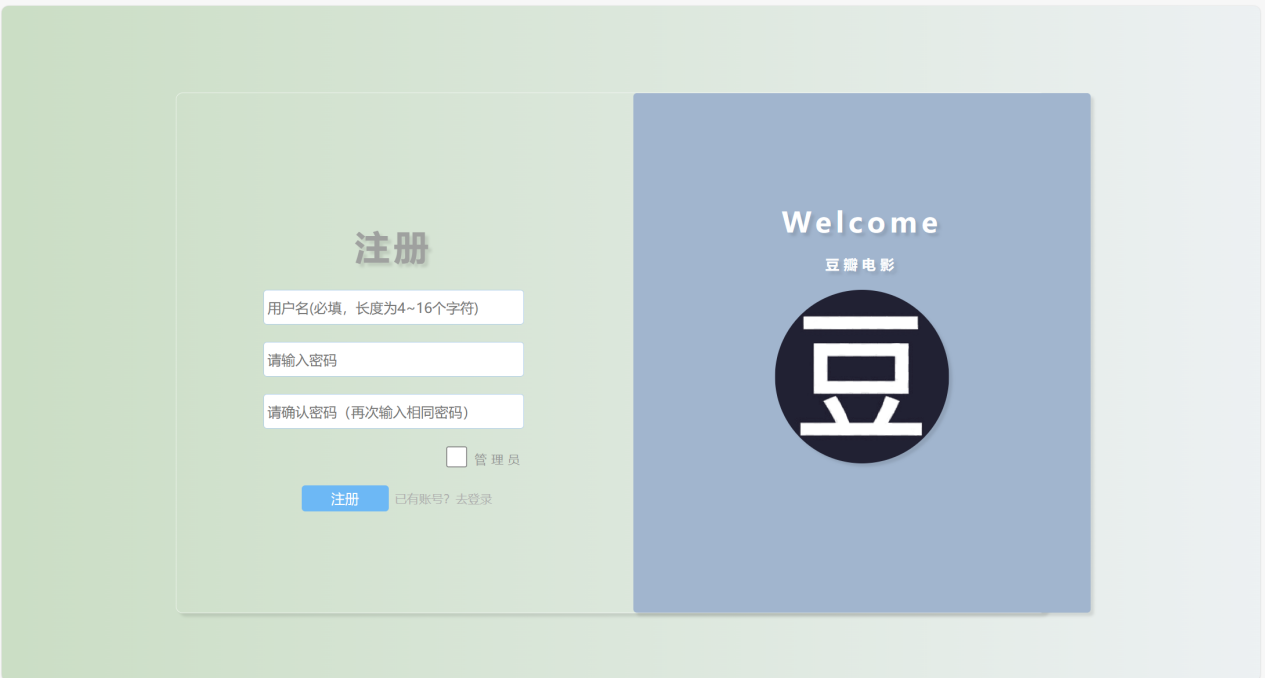 注册
用户名(必填，长度为4~16个字符)
请输入密码
请确认密码（再次输入相同密码）
管理员
注册 已有账号？去登录
Welcome
豆瓣电影
豆